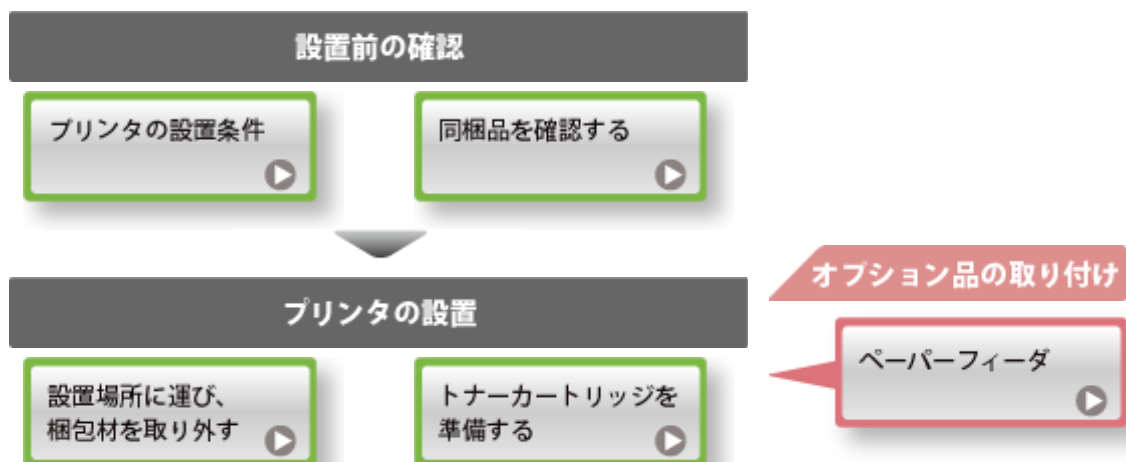 設置前の確認
プリンタの設置条件
同梱品を確認する
プリンタの設置
オプション品の取り付け
設置場所に運び、
梱包材を取り外す
トナーカートリッジを
準備する
ペーパーフィーダ